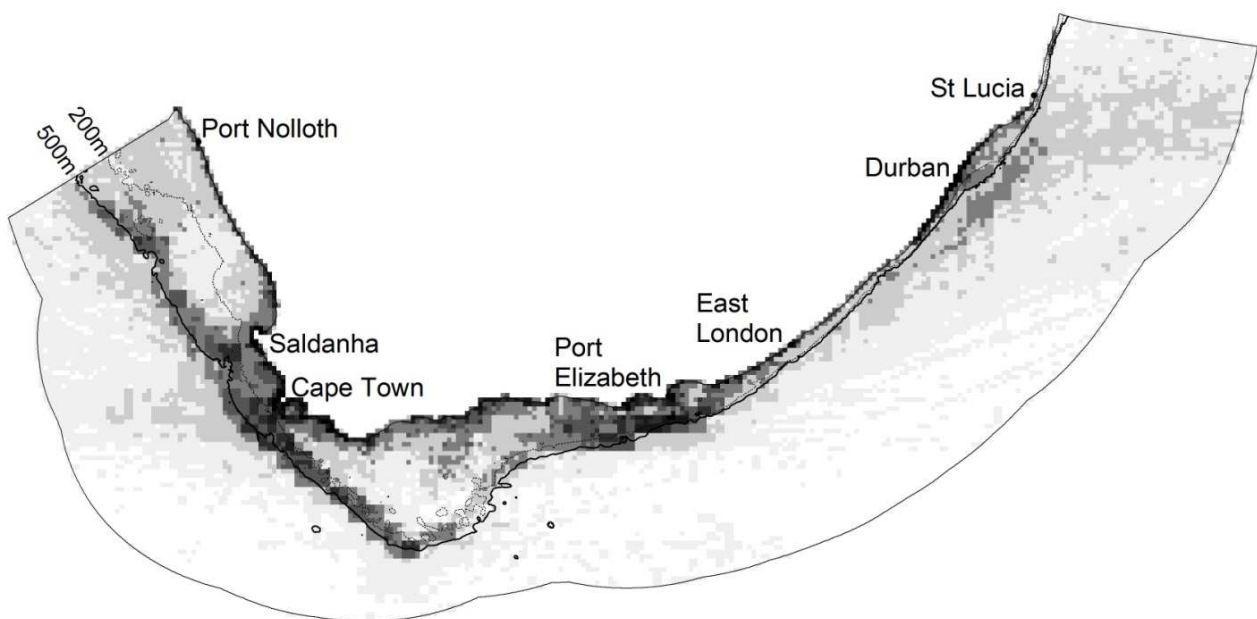 St Lucia
Port Nolloth
200m
500m
Durban
East
London
Saldanha
Port
Elizabeth
Cape Town